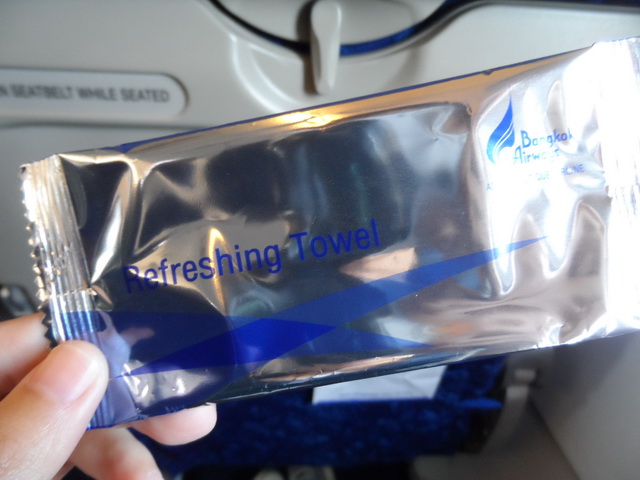 N SEATBELT WHILE SEATED
Bangkok
Airways
Refreshing Towel